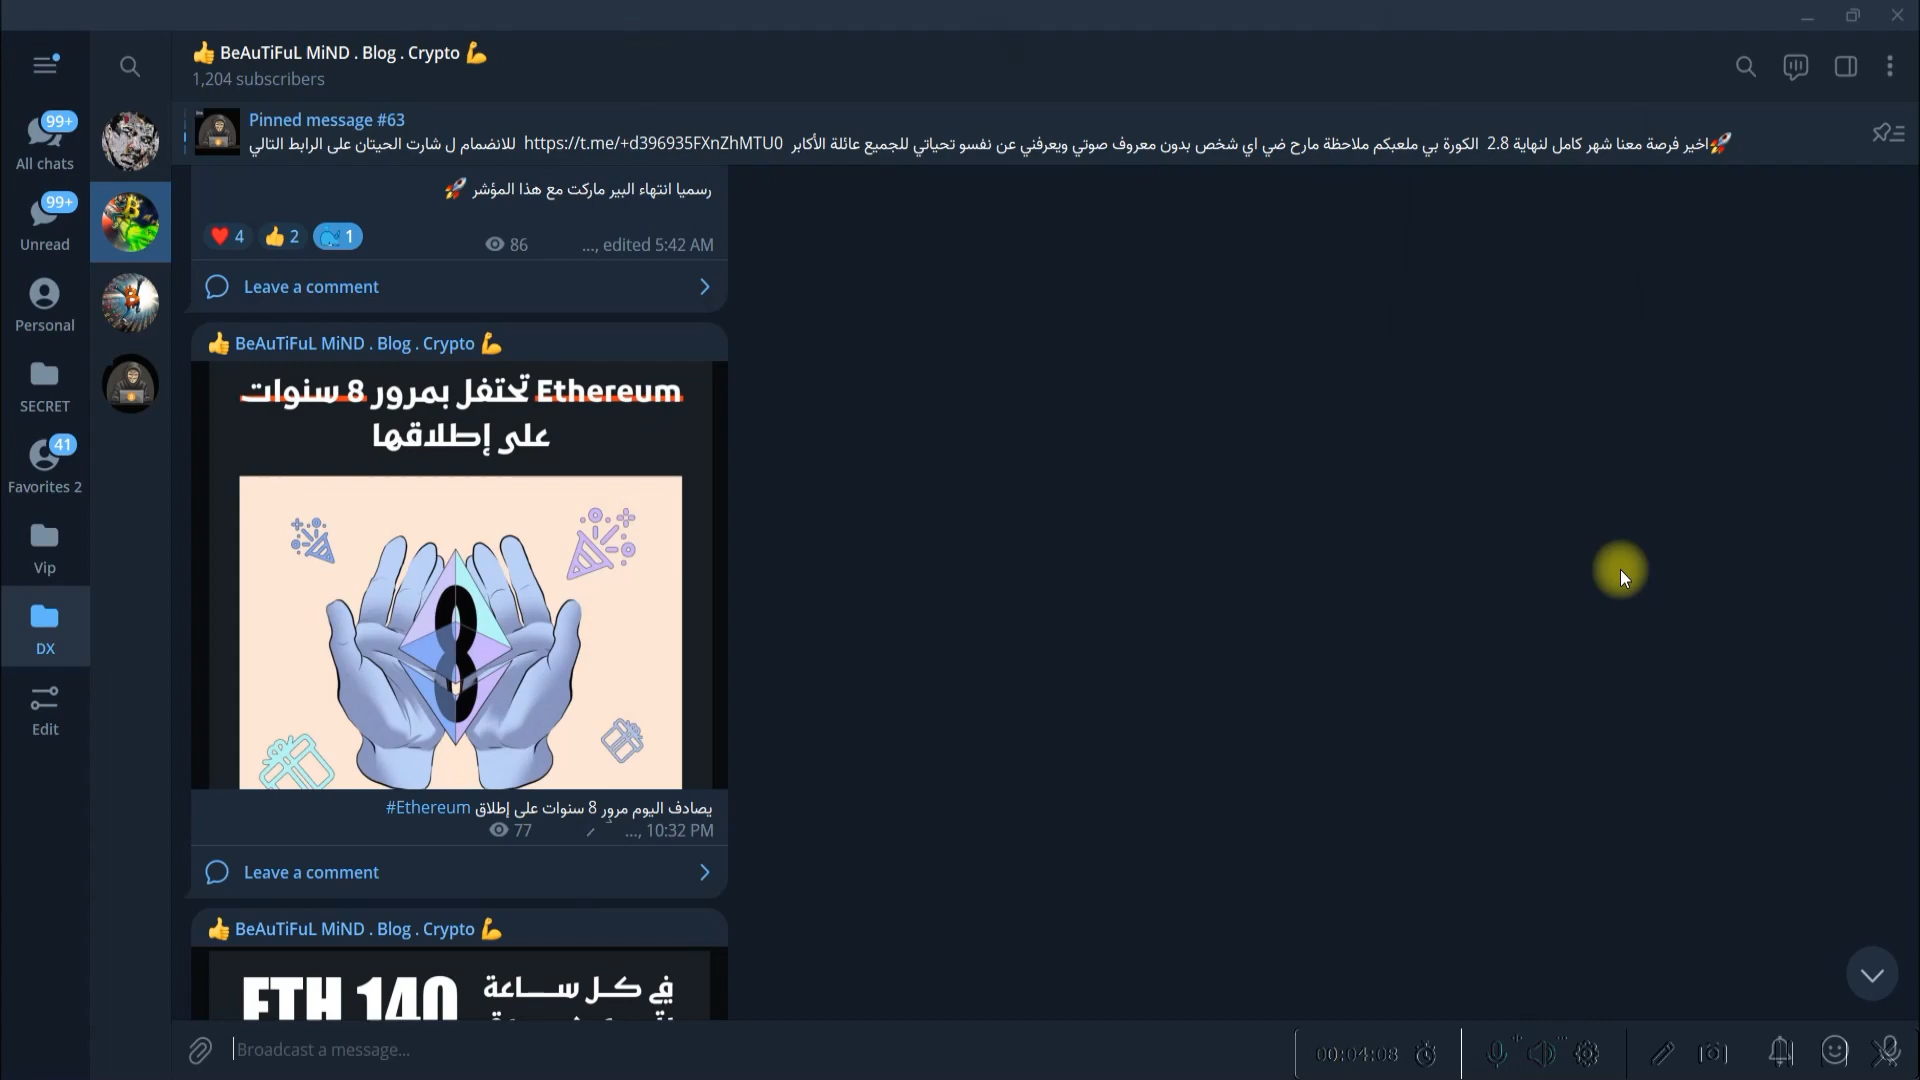 👍 BeAuTiFuL MiND . Blog . Crypto 💪
1,204 subscribers
Pinned message #63
🚀اخير فرصة معنا شهر كامل لنهاية 2.8 الكورة بي ملعبكم ملاحظة مارح ضي اي شخص بدون معروف صوتي ويعرفني عن نفسو تحياتي للجميع عائلة الأكابر https://t.me/+d396935FXnZhMTU0 للانضمام ل شارت الحيتان على الرابط التالي
99+
All chats
99+
Unread
Personal
SECRET
41
Favorites 2
Vip
DX
Edit
رسميا انتهاء البير ماركت مع هذا المؤشر 🚀
❤️ 4 👍 2 🐳 1
86 ..., edited 5:42 AM
Leave a comment
👍 BeAuTiFuL MiND . Blog . Crypto 💪
Ethereum تحتفل بمرور 8 سنوات
على إطلاقها
8
يصادف اليوم مرور 8 سنوات على إطلاق #Ethereum
77 ..., 10:32 PM
Leave a comment
👍 BeAuTiFuL MiND . Blog . Crypto 💪
في كل ســـاعة
ETH 140
Broadcast a message...
00:04:08